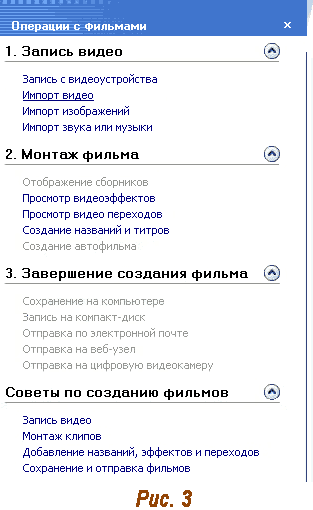 Операции с фильмами
1. Запись видео
Запись с видеоустройства
Импорт видео
Импорт изображений
Импорт звука или музыки
2. Монтаж фильма
Отображение сборников
Просмотр видеоэффектов
Просмотр видео переходов
Создание названий и титров
Создание автофильма
3. Завершение создания фильма
Сохранение на компьютере
Запись на компакт-диск
Отправка по электронной почте
Отправка на веб-узел
Отправка на цифровую видеокамеру
Советы по созданию фильмов
Запись видео
Монтаж клипов
Добавление названий, эффектов и переходов
Сохранение и отправка фильмов
Рис. 3